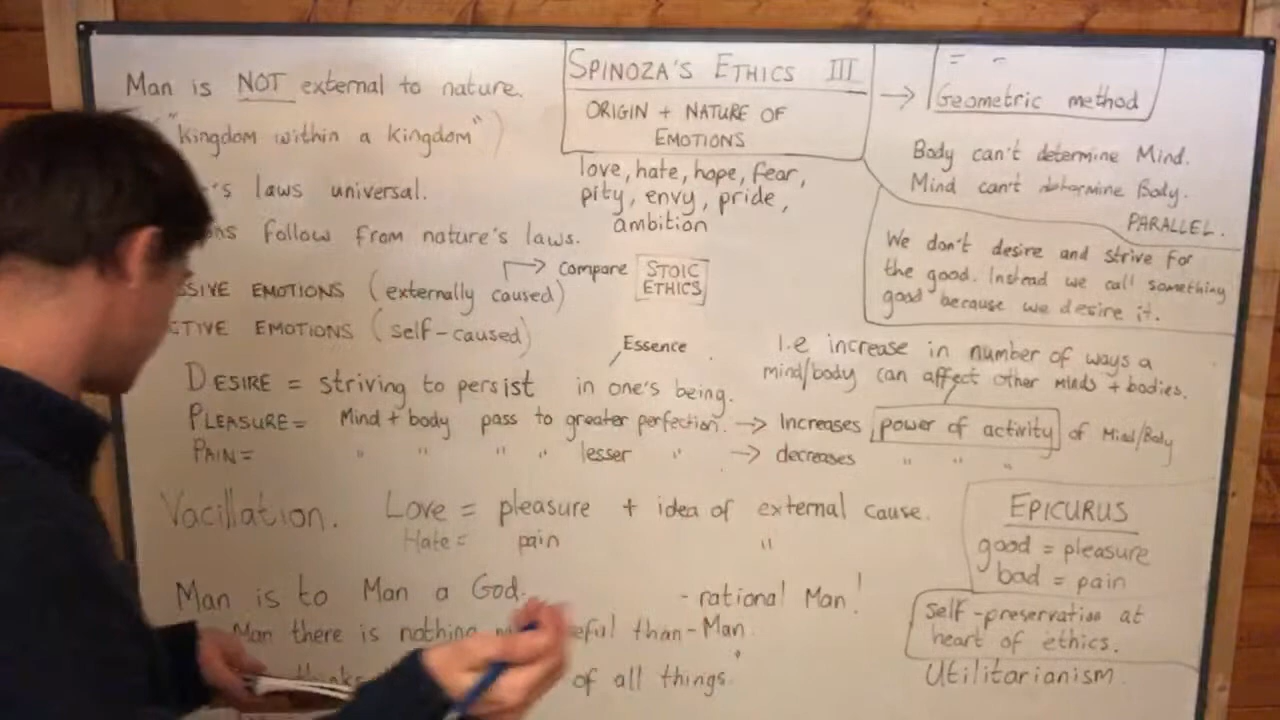 SPINOZA'S ETHICS III
ORIGIN + NATURE OF
EMOTIONS
love, hate, hope, fear,
pity, envy, pride,
ambition
Man is NOT external to nature.
("kingdom within a kingdom")
's laws universal.
follow from nature's laws.
→ Compare STOIC
ETHICS
SSIVE EMOTIONS (externally caused)
CTIVE EMOTIONS (self-caused)
Essence
DESIRE = striving to persist in one's being.
PLEASURE = Mind + body pass to greater perfection. → Increases power of activity of Mind/Body
PAIN = " " " " lesser " → decreases " " "
Vacillation. Love = pleasure + idea of external cause.
Hate = pain "
Man is to Man a God. - rational Man!
Man there is nothing eful than - Man
of all things.
→ Geometric method
Body can't determine Mind.
Mind can't determine Body.
PARALLEL.
We don't desire and strive for
the good. Instead we call something
good because we desire it.
I.e increase in number of ways a
mind/body can affect other minds + bodies.
EPICURUS
good = pleasure
bad = pain
Self-preservation at
heart of ethics.
Utilitarianism.